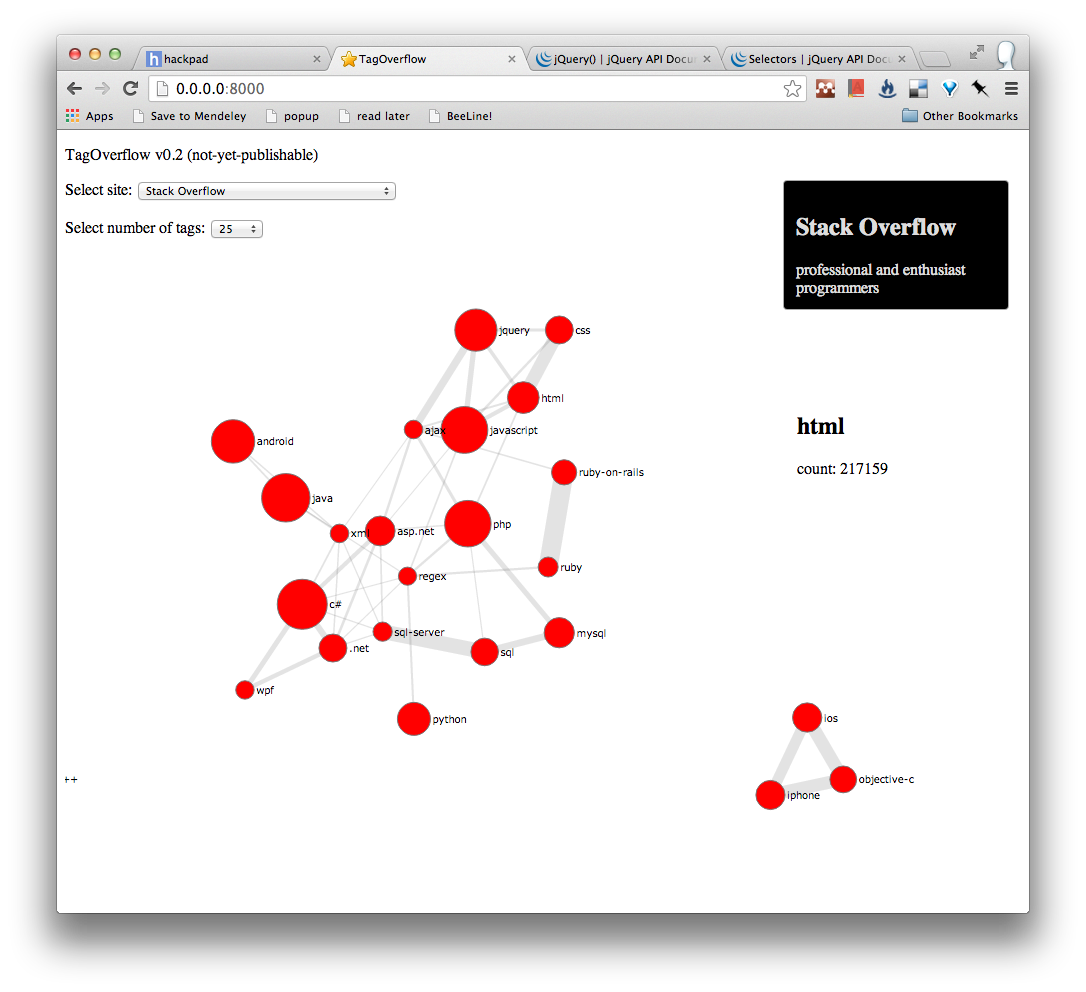 hackpad
TagOverflow
jQuery() | jQuery API Docu
Selectors | jQuery API Doc
0.0.0.0:8000
Apps
Save to Mendeley
popup
read later
BeeLine!
Other Bookmarks
TagOverflow v0.2 (not-yet-publishable)
Select site: Stack Overflow
Select number of tags: 25
Stack Overflow
professional and enthusiast
programmers
jquery
css
html
ajax
javascript
html
count: 217159
android
ruby-on-rails
java
php
xml
asp.net
ruby
regex
c#
sql-server
mysql
.net
sql
wpf
python
ios
++
objective-c
iphone